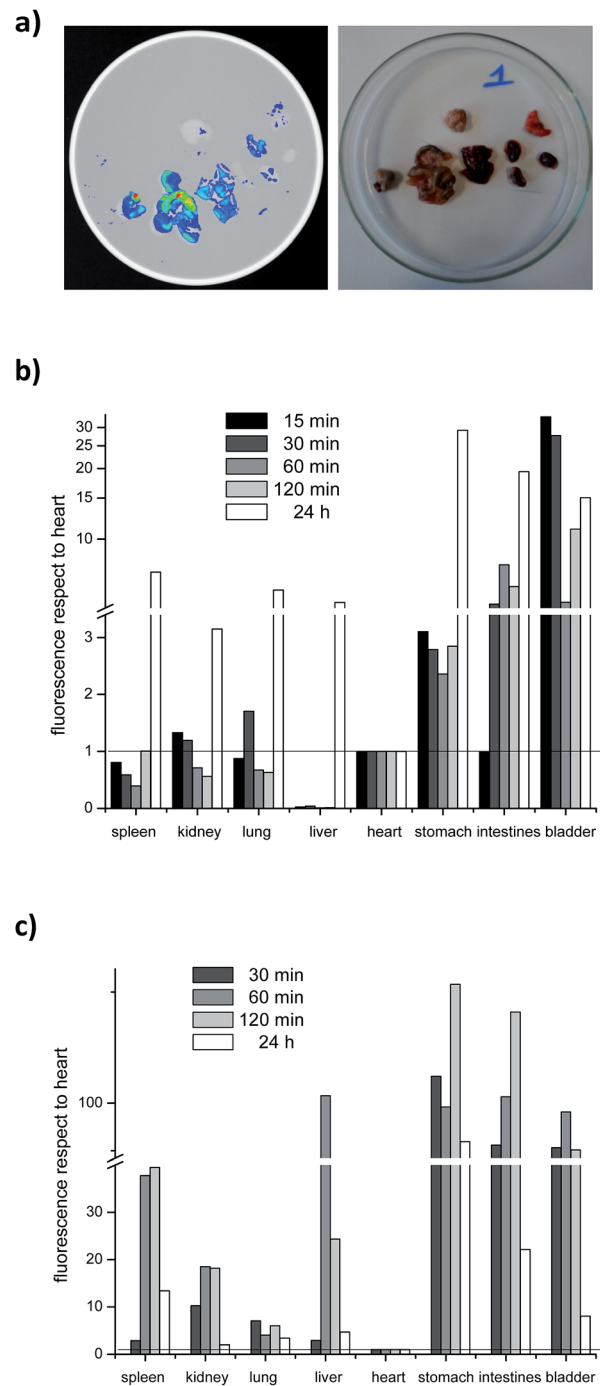 a)
1
b)
fluorescence respect to heart
30
25
20
15
10
3
2
1
0
15 min
30 min
60 min
120 min
24 h
spleen kidney lung liver heart stomach intestines bladder
c)
fluorescence respect to heart
100
30
20
10
0
30 min
60 min
120 min
24 h
spleen kidney lung liver heart stomach intestines bladder